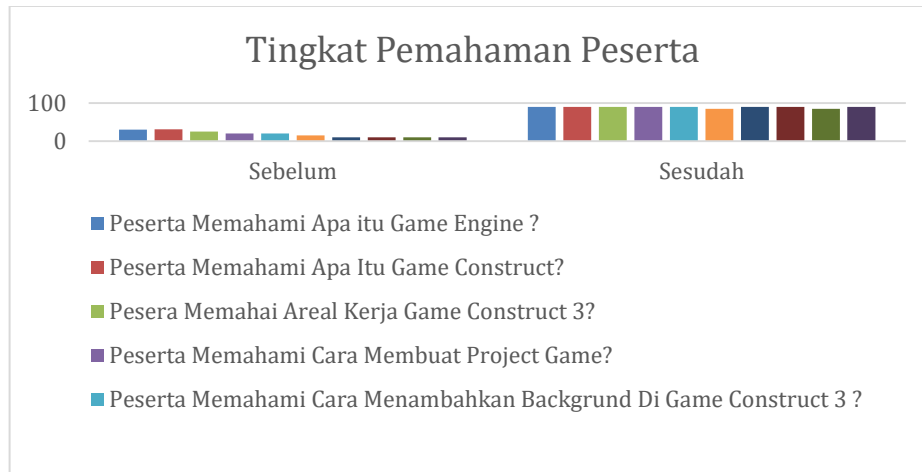 Tingkat Pemahaman Peserta
100
0
Sebelum
Sesudah
Peserta Memahami Apa itu Game Engine ?
Peserta Memahami Apa Itu Game Construct?
Pesera Memahai Areal Kerja Game Construct 3?
Peserta Memahami Cara Membuat Project Game?
Peserta Memahami Cara Menambahkan Backgrund Di Game Construct 3 ?